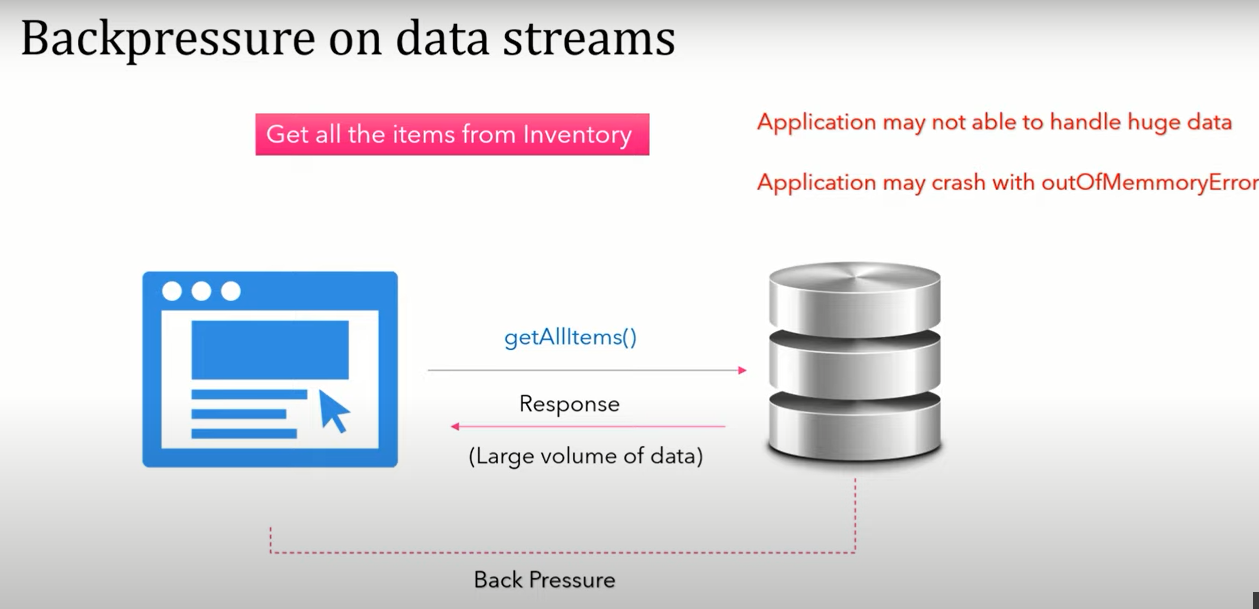 Backpressure on data streams
Get all the items from Inventory
Application may not able to handle huge data
Application may crash with outOfMemmoryError
getAllItems()
Response
(Large volume of data)
Back Pressure